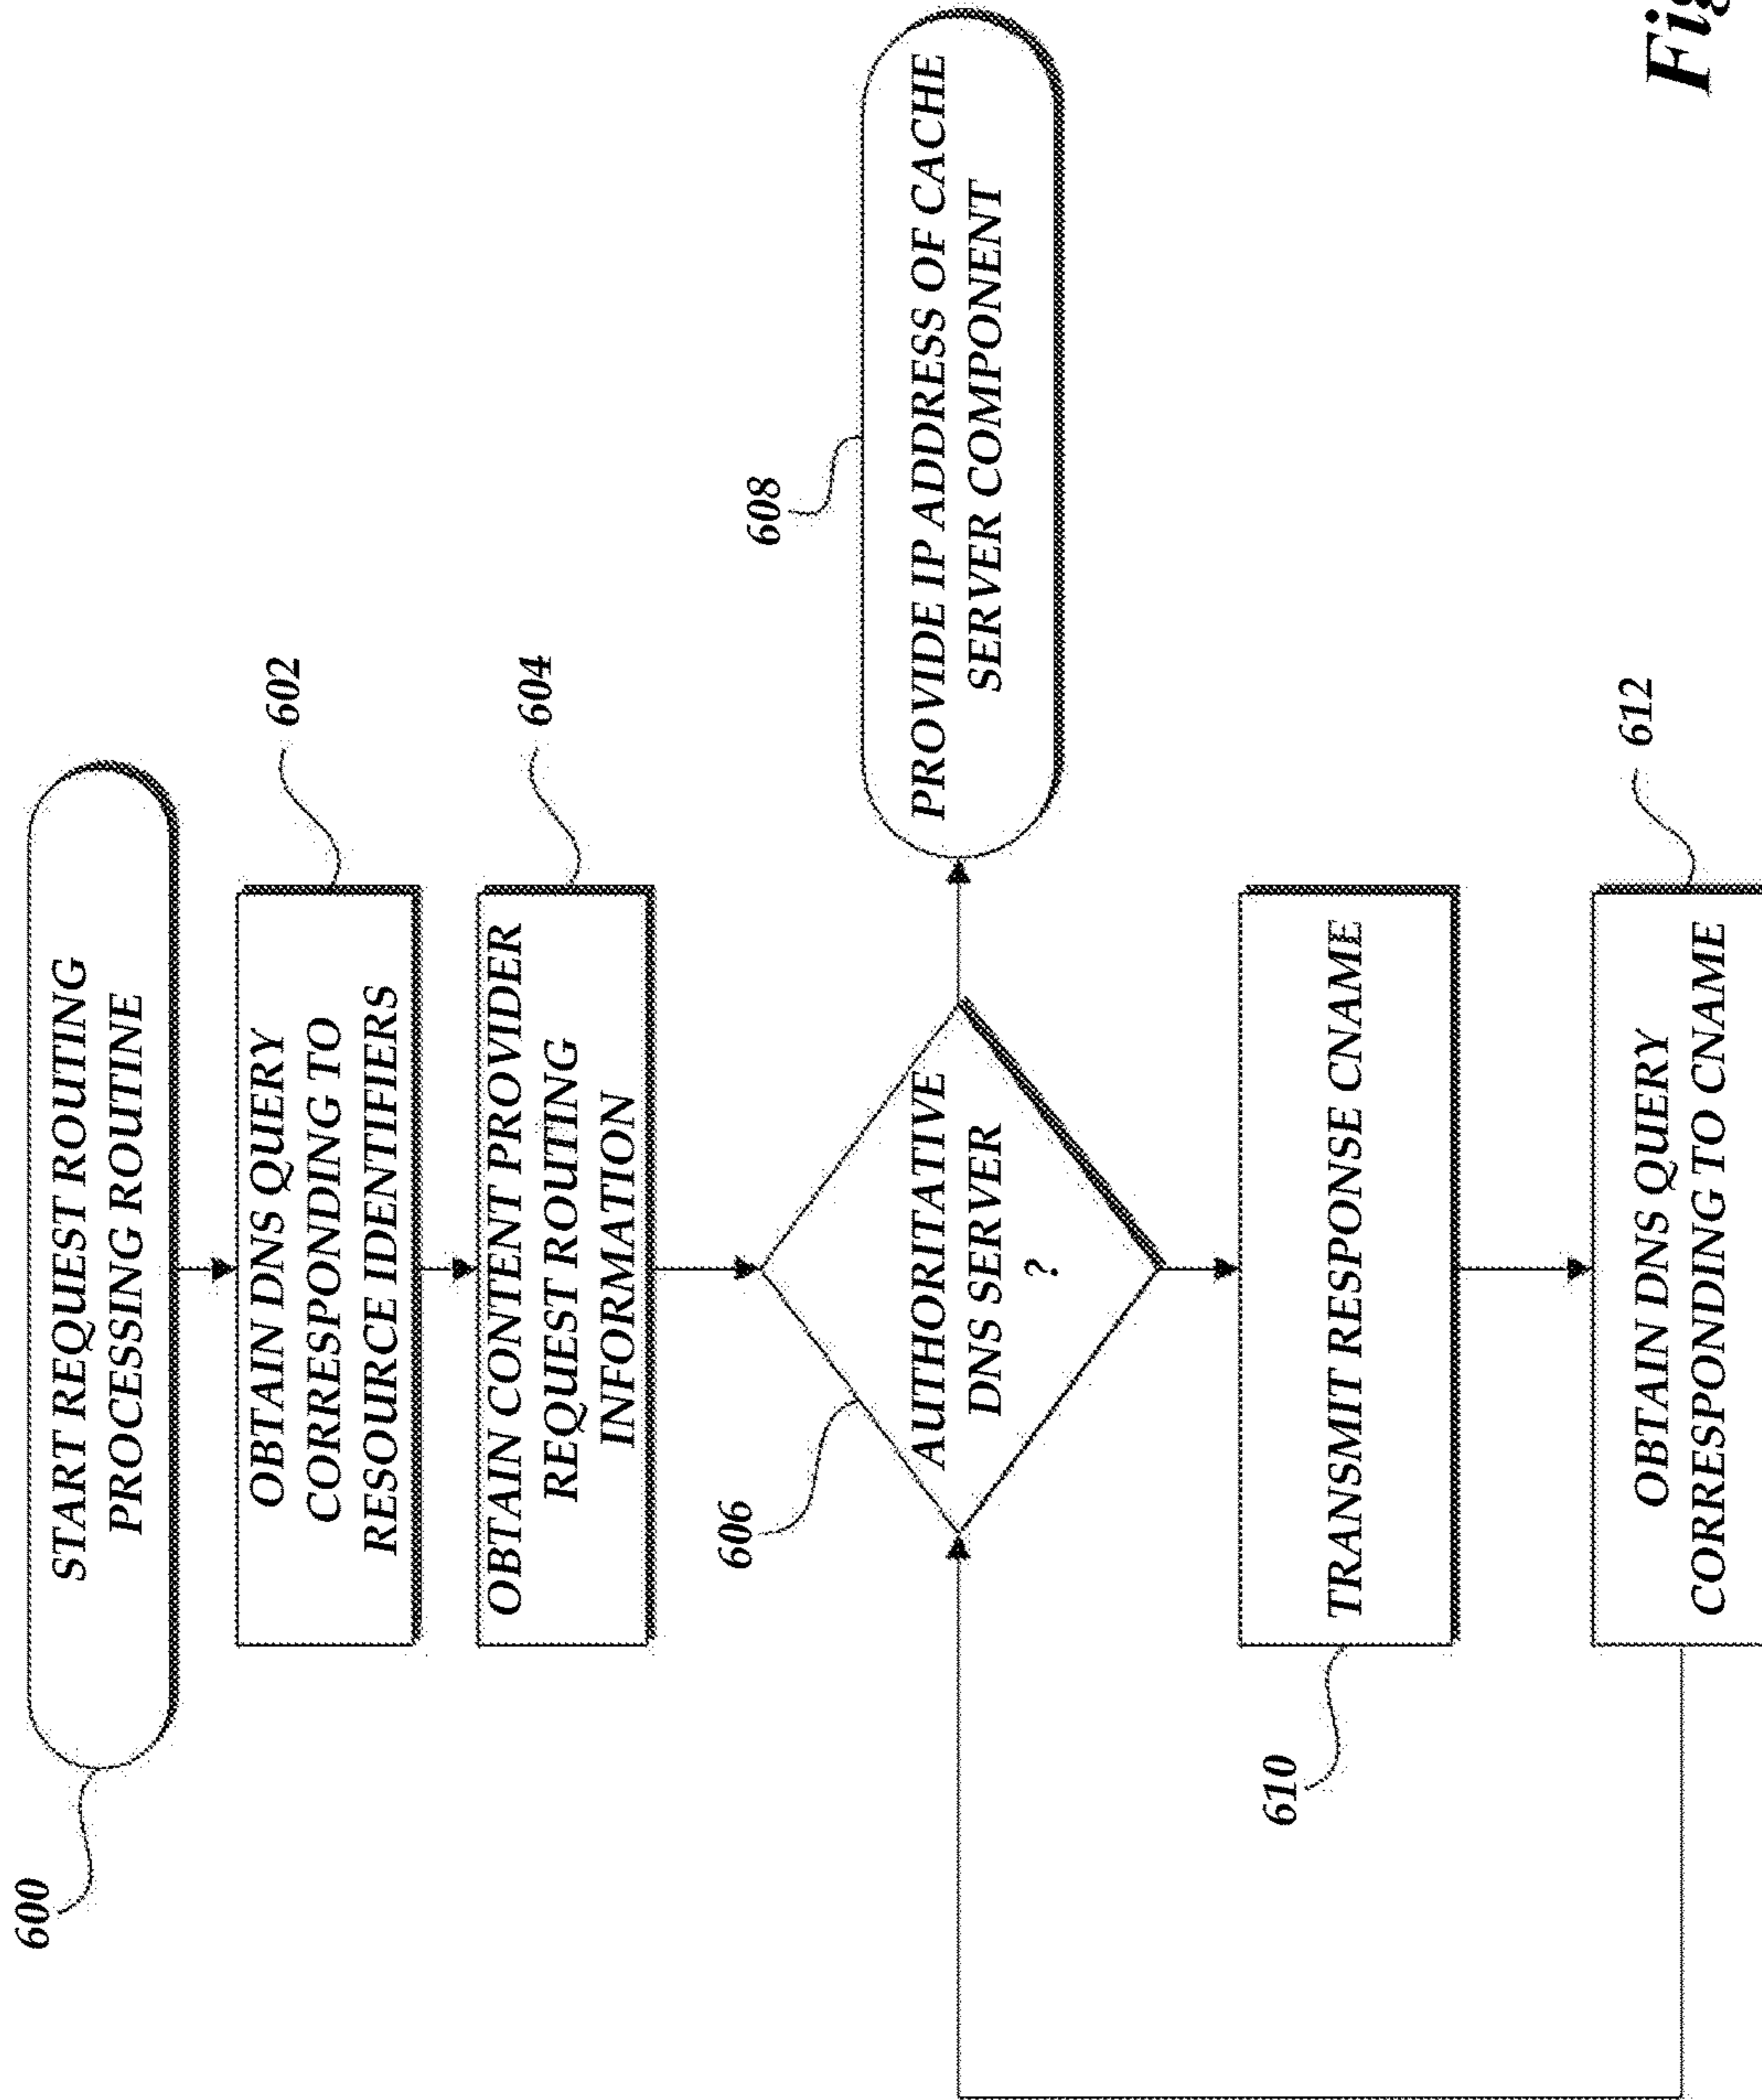 600
START REQUEST ROUTING
PROCESSING ROUTINE
602
OBTAIN DNS QUERY
CORRESPONDING TO
RESOURCE IDENTIFIERS
604
OBTAIN CONTENT PROVIDER
REQUEST ROUTING
INFORMATION
606
AUTHORITATIVE
DNS SERVER
?
608
PROVIDE IP ADDRESS OF CACHE
SERVER COMPONENT
610
TRANSMIT RESPONSE CNAME
612
OBTAIN DNS QUERY
CORRESPONDING TO CNAME